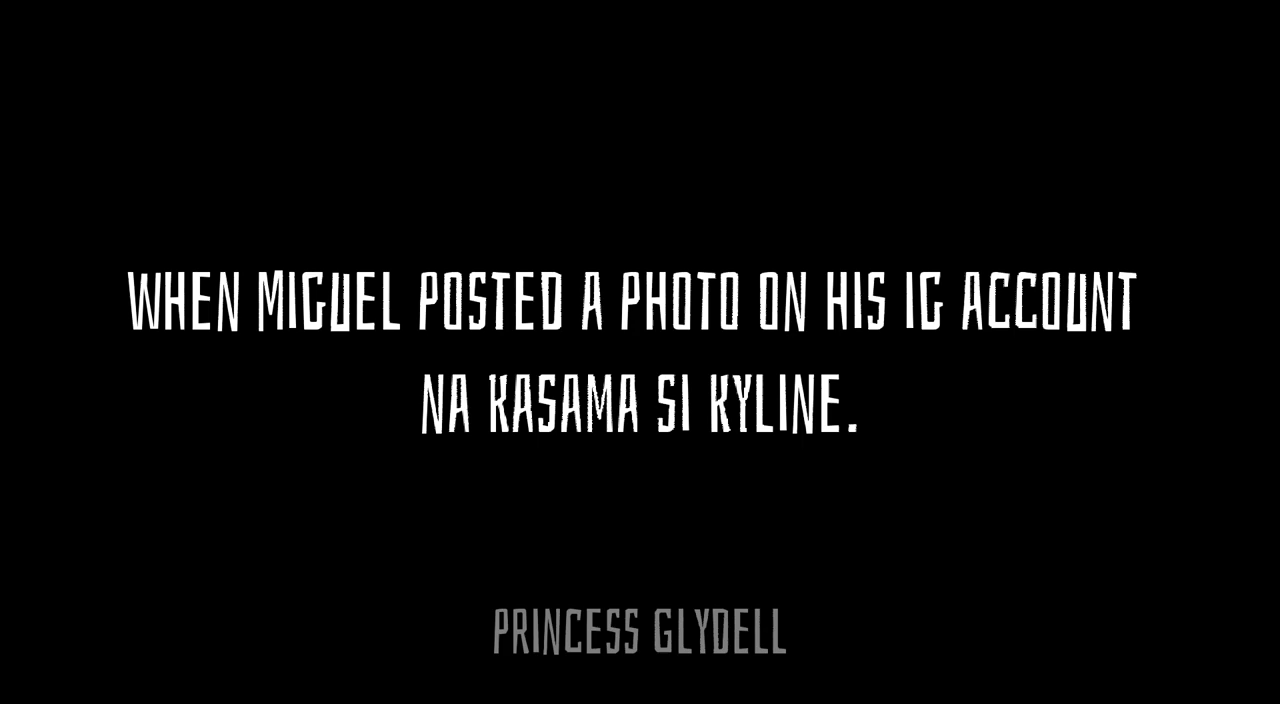 WHEN MIGUEL POSTED A PHOTO ON HIS IG ACCOUNT
NA KASAMA SI KYLINE.
PRINCESS GLYDELL